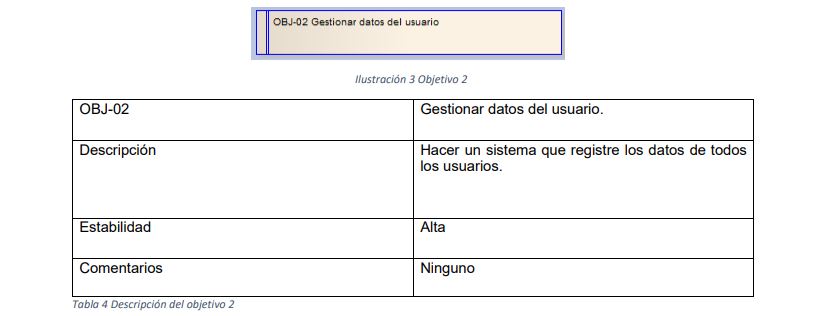 OBJ-02 Gestionar datos del usuario
Ilustración 3 Objetivo 2
OBJ-02
Gestionar datos del usuario.
Descripción
Hacer un sistema que registre los datos de todos
los usuarios.
Estabilidad
Alta
Comentarios
Ninguno
Tabla 4 Descripción del objetivo 2